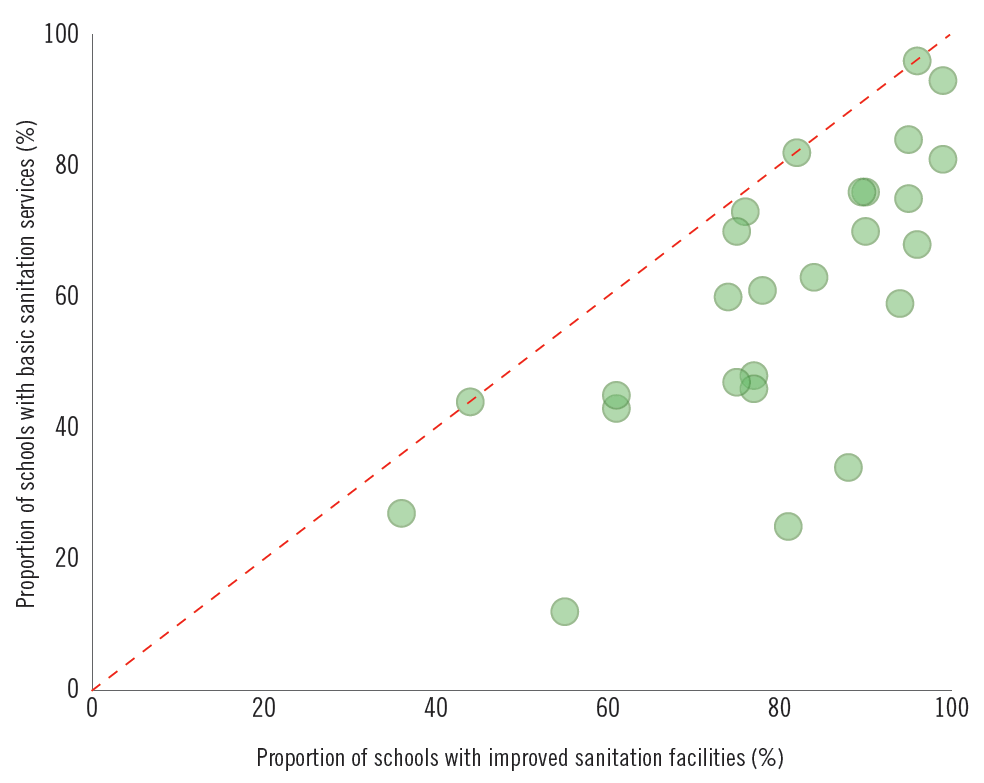 Proportion of schools with basic sanitation services (%)
100
80
60
40
20
0
0 20 40 60 80 100
Proportion of schools with improved sanitation facilities (%)